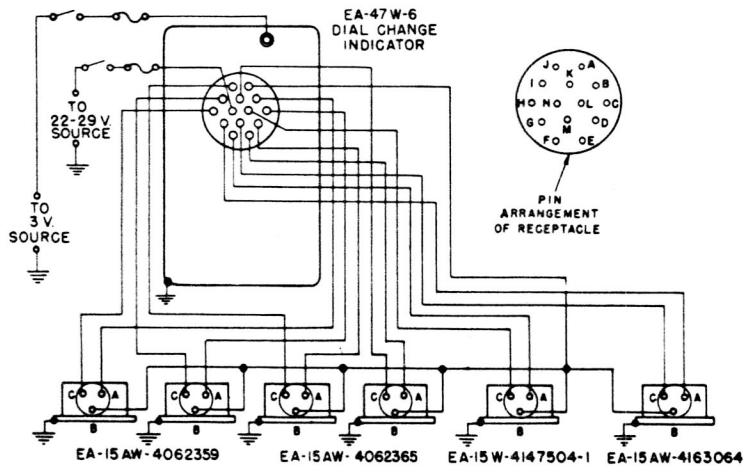 EA-47W-6
DIAL CHANGE
INDICATOR
TO
22-29 V.
SOURCE
TO
3 V.
SOURCE
J
A
K
I
B
H
N
L
C
G
M
D
F
E
PIN
ARRANGEMENT
OF RECEPTACLE
C A
B
C A
B
C A
B
C A
B
C A
B
C A
B
EA-15AW-4062359
EA-15AW-4062365
EA-15W-4147504-1
EA-15AW-4163064